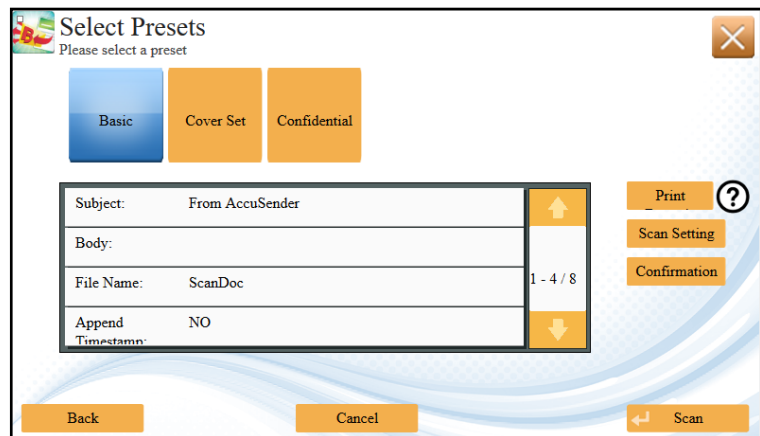 B
Select Presets
Please select a preset
Basic
Cover Set
Confidential
Subject: From AccuSender
Body:
File Name: ScanDoc
Append NO
Timestamp:
1 - 4 / 8
Print
?
Scan Setting
Confirmation
Back
Cancel
Scan